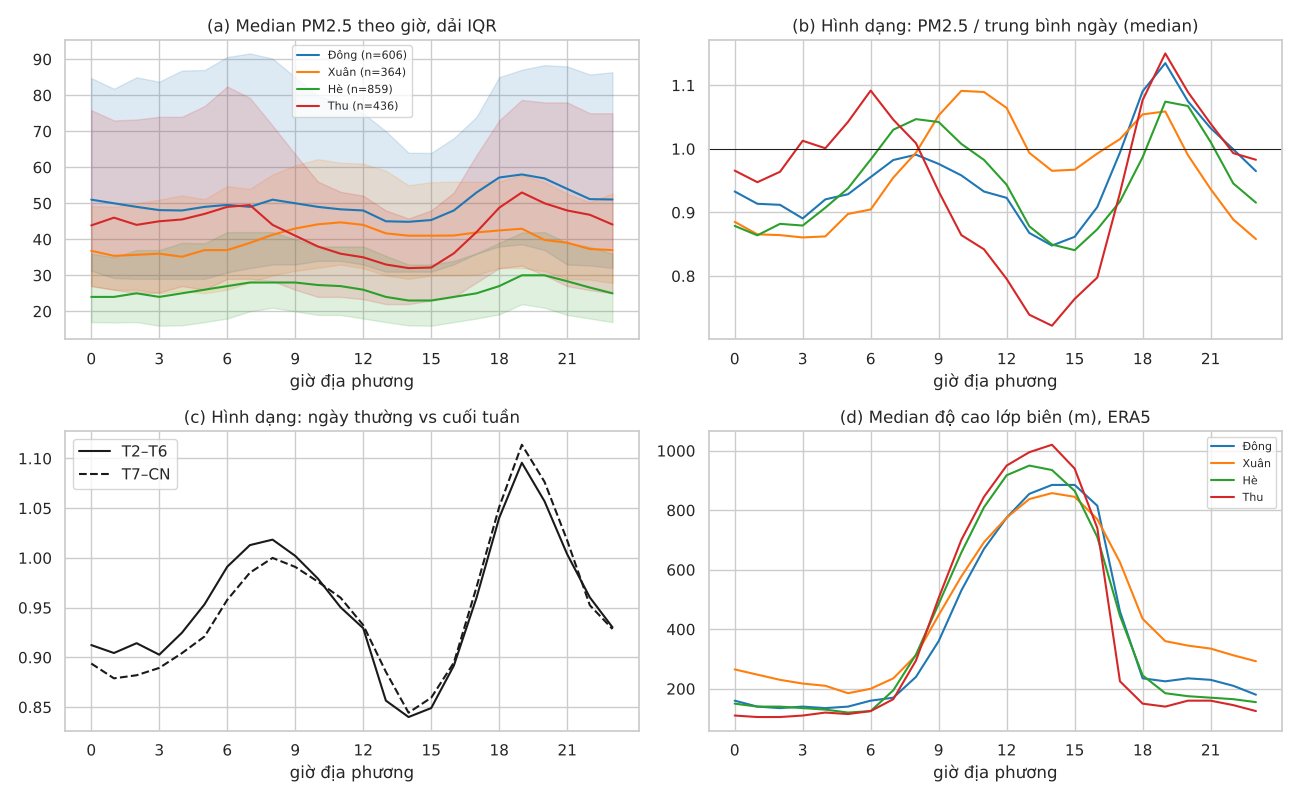 (a) Median PM2.5 theo giờ, dải IQR
90
80
70
60
50
40
30
20
Đông (n=606)
Xuân (n=364)
Hè (n=859)
Thu (n=436)
0 3 6 9 12 15 18 21
giờ địa phương
(b) Hình dạng: PM2.5 / trung bình ngày (median)
1.1
1.0
0.9
0.8
0 3 6 9 12 15 18 21
giờ địa phương
(c) Hình dạng: ngày thường vs cuối tuần
T2–T6
T7–CN
1.10
1.05
1.00
0.95
0.90
0.85
0 3 6 9 12 15 18 21
giờ địa phương
(d) Median độ cao lớp biên (m), ERA5
1000
800
600
400
200
Đông
Xuân
Hè
Thu
0 3 6 9 12 15 18 21
giờ địa phương